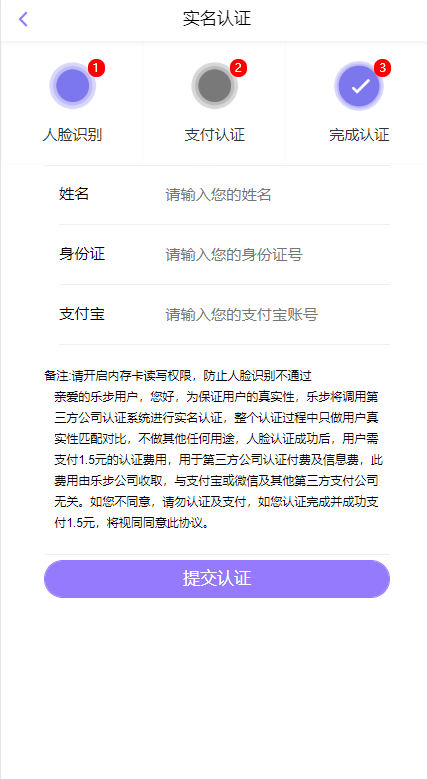 实名认证
1
2
3
人脸识别
支付认证
完成认证
姓名 请输入您的姓名
身份证 请输入您的身份证号
支付宝 请输入您的支付宝账号
备注:请开启内存卡读写权限，防止人脸识别不通过
亲爱的乐步用户，您好，为保证用户的真实性，乐步将调用第
三方公司认证系统进行实名认证，整个认证过程中只做用户真
实性匹配对比，不做其他任何用途，人脸认证成功后，用户需
支付1.5元的认证费用，用于第三方公司认证付费及信息费，此
费用由乐步公司收取，与支付宝或微信及其他第三方支付公司
无关。如您不同意，请勿认证及支付，如您认证完成并成功支
付1.5元，将视同同意此协议。
提交认证